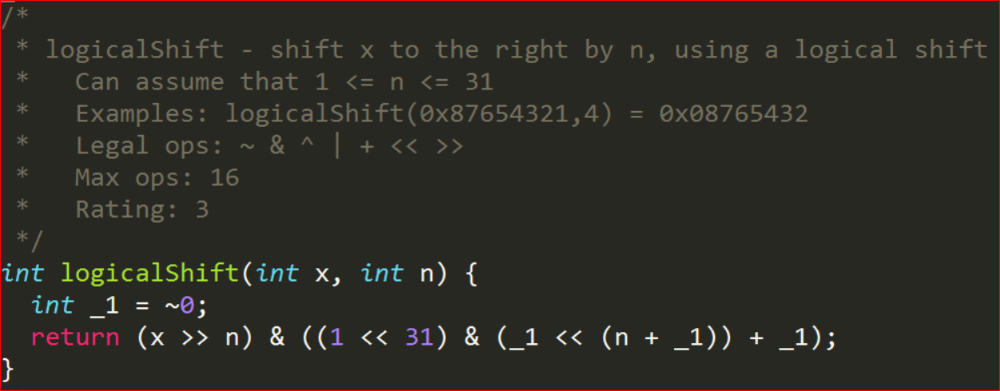 /*
 * logicalShift - shift x to the right by n, using a logical shift
 *   Can assume that 1 <= n <= 31
 *   Examples: logicalShift(0x87654321,4) = 0x08765432
 *   Legal ops: ~ & ^ | + << >>
 *   Max ops: 16
 *   Rating: 3
 */
int logicalShift(int x, int n) {
  int _1 = ~0;
  return (x >> n) & ((1 << 31) & (_1 << (n + _1)) + _1);
}